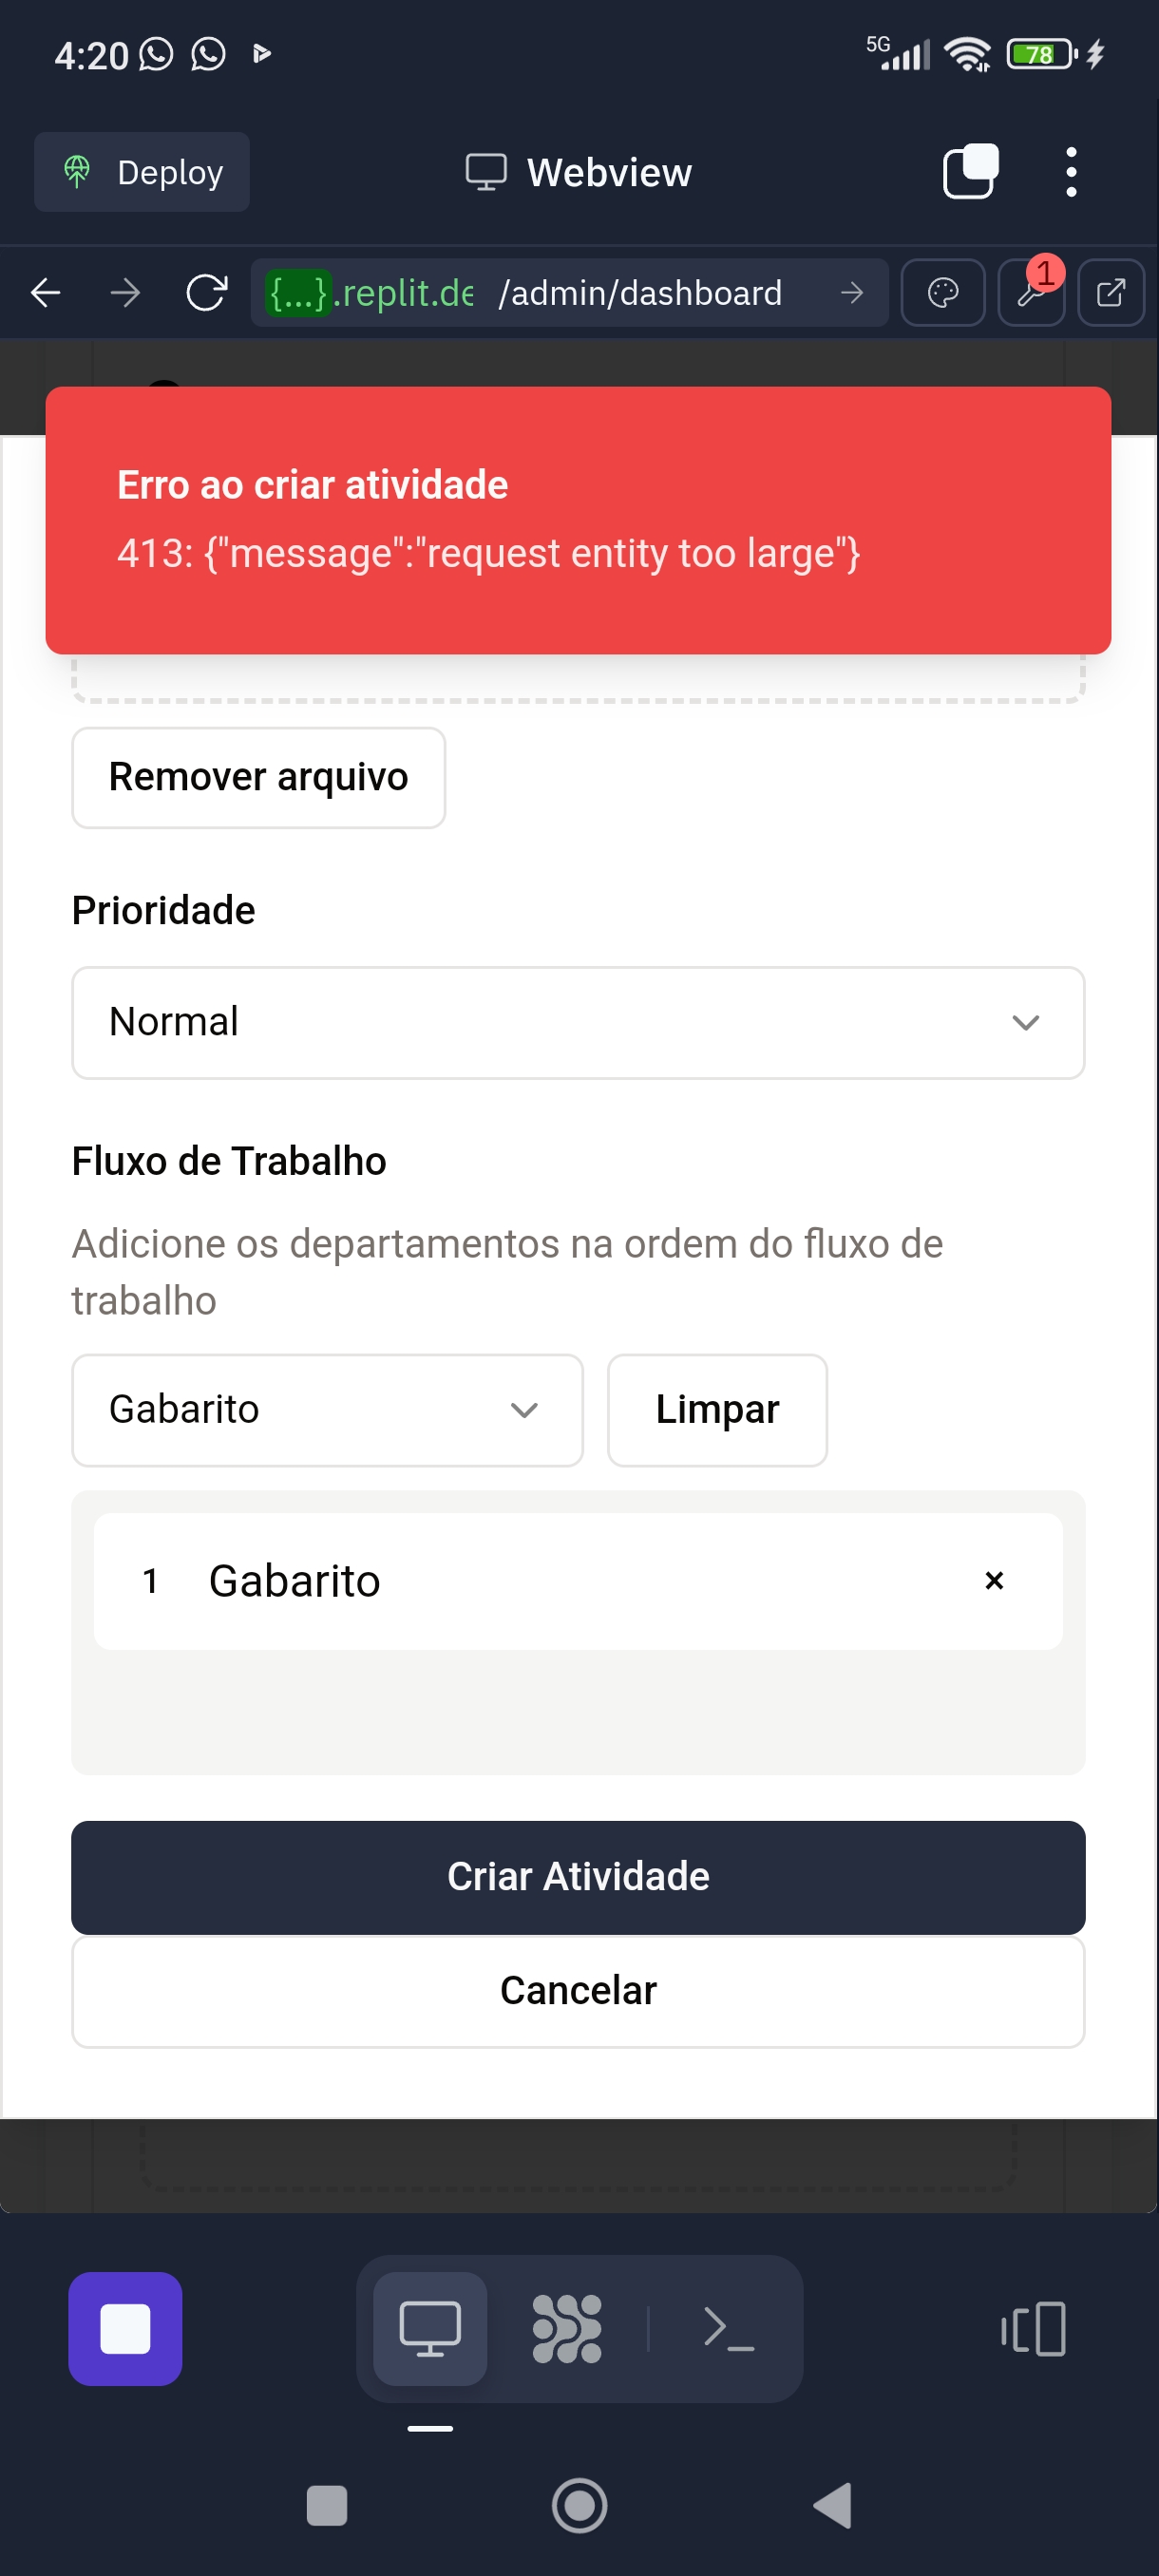 4:20
5G
78
Deploy
Webview
{...}.replit.de /admin/dashboard
1
Erro ao criar atividade
413: {"message":"request entity too large"}
Remover arquivo
Prioridade
Normal
Fluxo de Trabalho
Adicione os departamentos na ordem do fluxo de
trabalho
Gabarito
Limpar
1 Gabarito ×
Criar Atividade
Cancelar